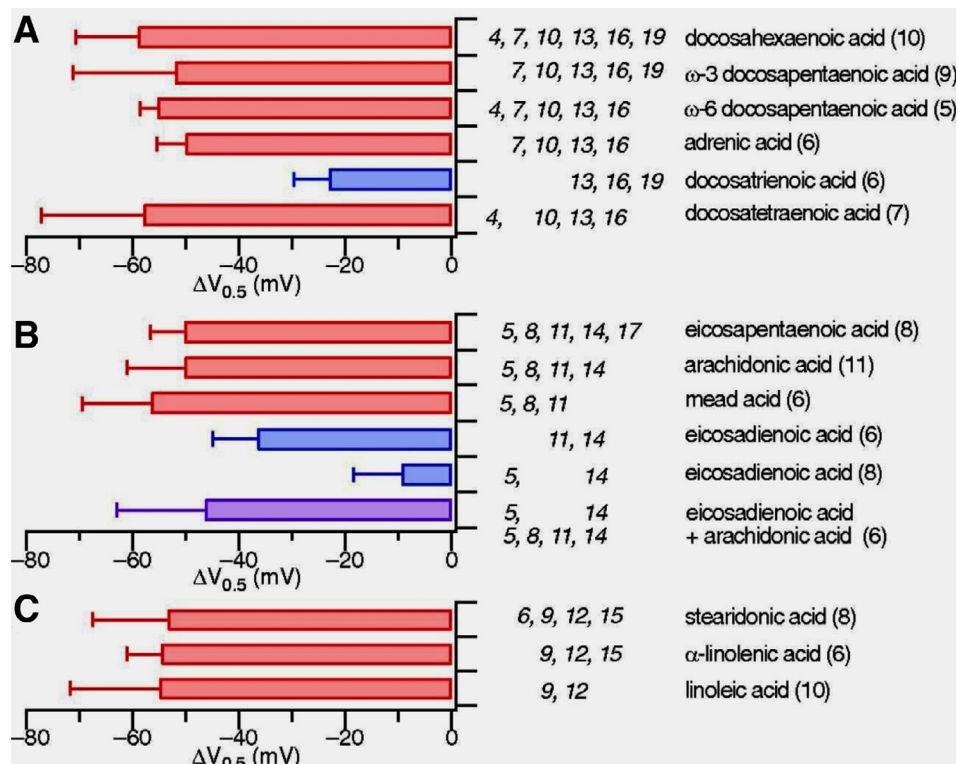 A
4, 7, 10, 13, 16, 19 docosahexaenoic acid (10)
7, 10, 13, 16, 19 ω-3 docosapentaenoic acid (9)
4, 7, 10, 13, 16 ω-6 docosapentaenoic acid (5)
7, 10, 13, 16 adrenic acid (6)
13, 16, 19 docosatrienoic acid (6)
4, 10, 13, 16 docosatetraenoic acid (7)
–80 –60 –40 –20 0
ΔV0.5 (mV)
B
5, 8, 11, 14, 17 eicosapentaenoic acid (8)
5, 8, 11, 14 arachidonic acid (11)
5, 8, 11 mead acid (6)
11, 14 eicosadienoic acid (6)
5, 14 eicosadienoic acid (8)
5, 14 eicosadienoic acid
5, 8, 11, 14 + arachidonic acid (6)
–80 –60 –40 –20 0
ΔV0.5 (mV)
C
6, 9, 12, 15 stearidonic acid (8)
9, 12, 15 α-linolenic acid (6)
9, 12 linoleic acid (10)
–80 –60 –40 –20 0
ΔV0.5 (mV)